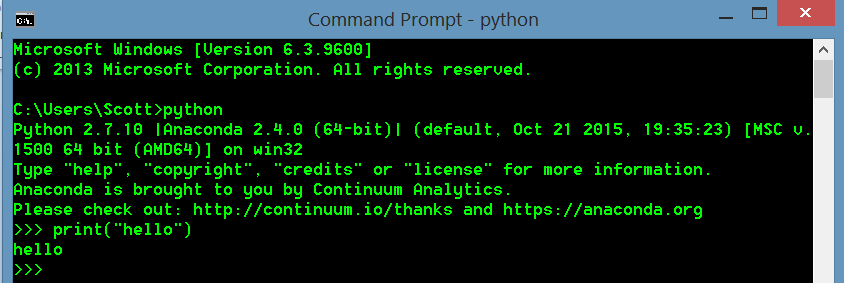 Command Prompt - python
Microsoft Windows [Version 6.3.9600]
(c) 2013 Microsoft Corporation. All rights reserved.
C:\Users\Scott>python
Python 2.7.10 |Anaconda 2.4.0 (64-bit)| (default, Oct 21 2015, 19:35:23) [MSC v.
1500 64 bit (AMD64)] on win32
Type "help", "copyright", "credits" or "license" for more information.
Anaconda is brought to you by Continuum Analytics.
Please check out: http://continuum.io/thanks and https://anaconda.org
>>> print("hello")
hello
>>>